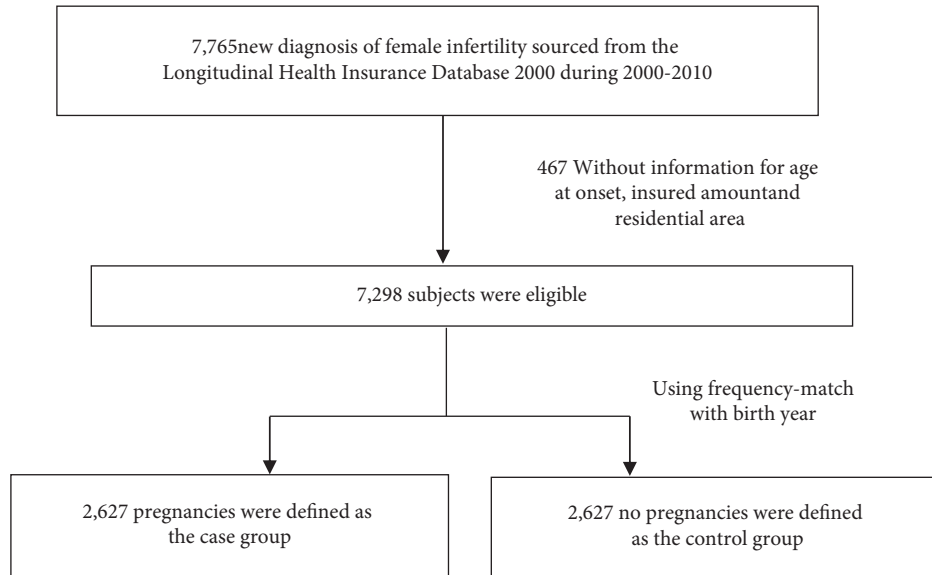 7,765new diagnosis of female infertility sourced from the
Longitudinal Health Insurance Database 2000 during 2000-2010
467 Without information for age
at onset, insured amountand
residential area
7,298 subjects were eligible
Using frequency-match
with birth year
2,627 pregnancies were defined as
the case group
2,627 no pregnancies were defined
as the control group